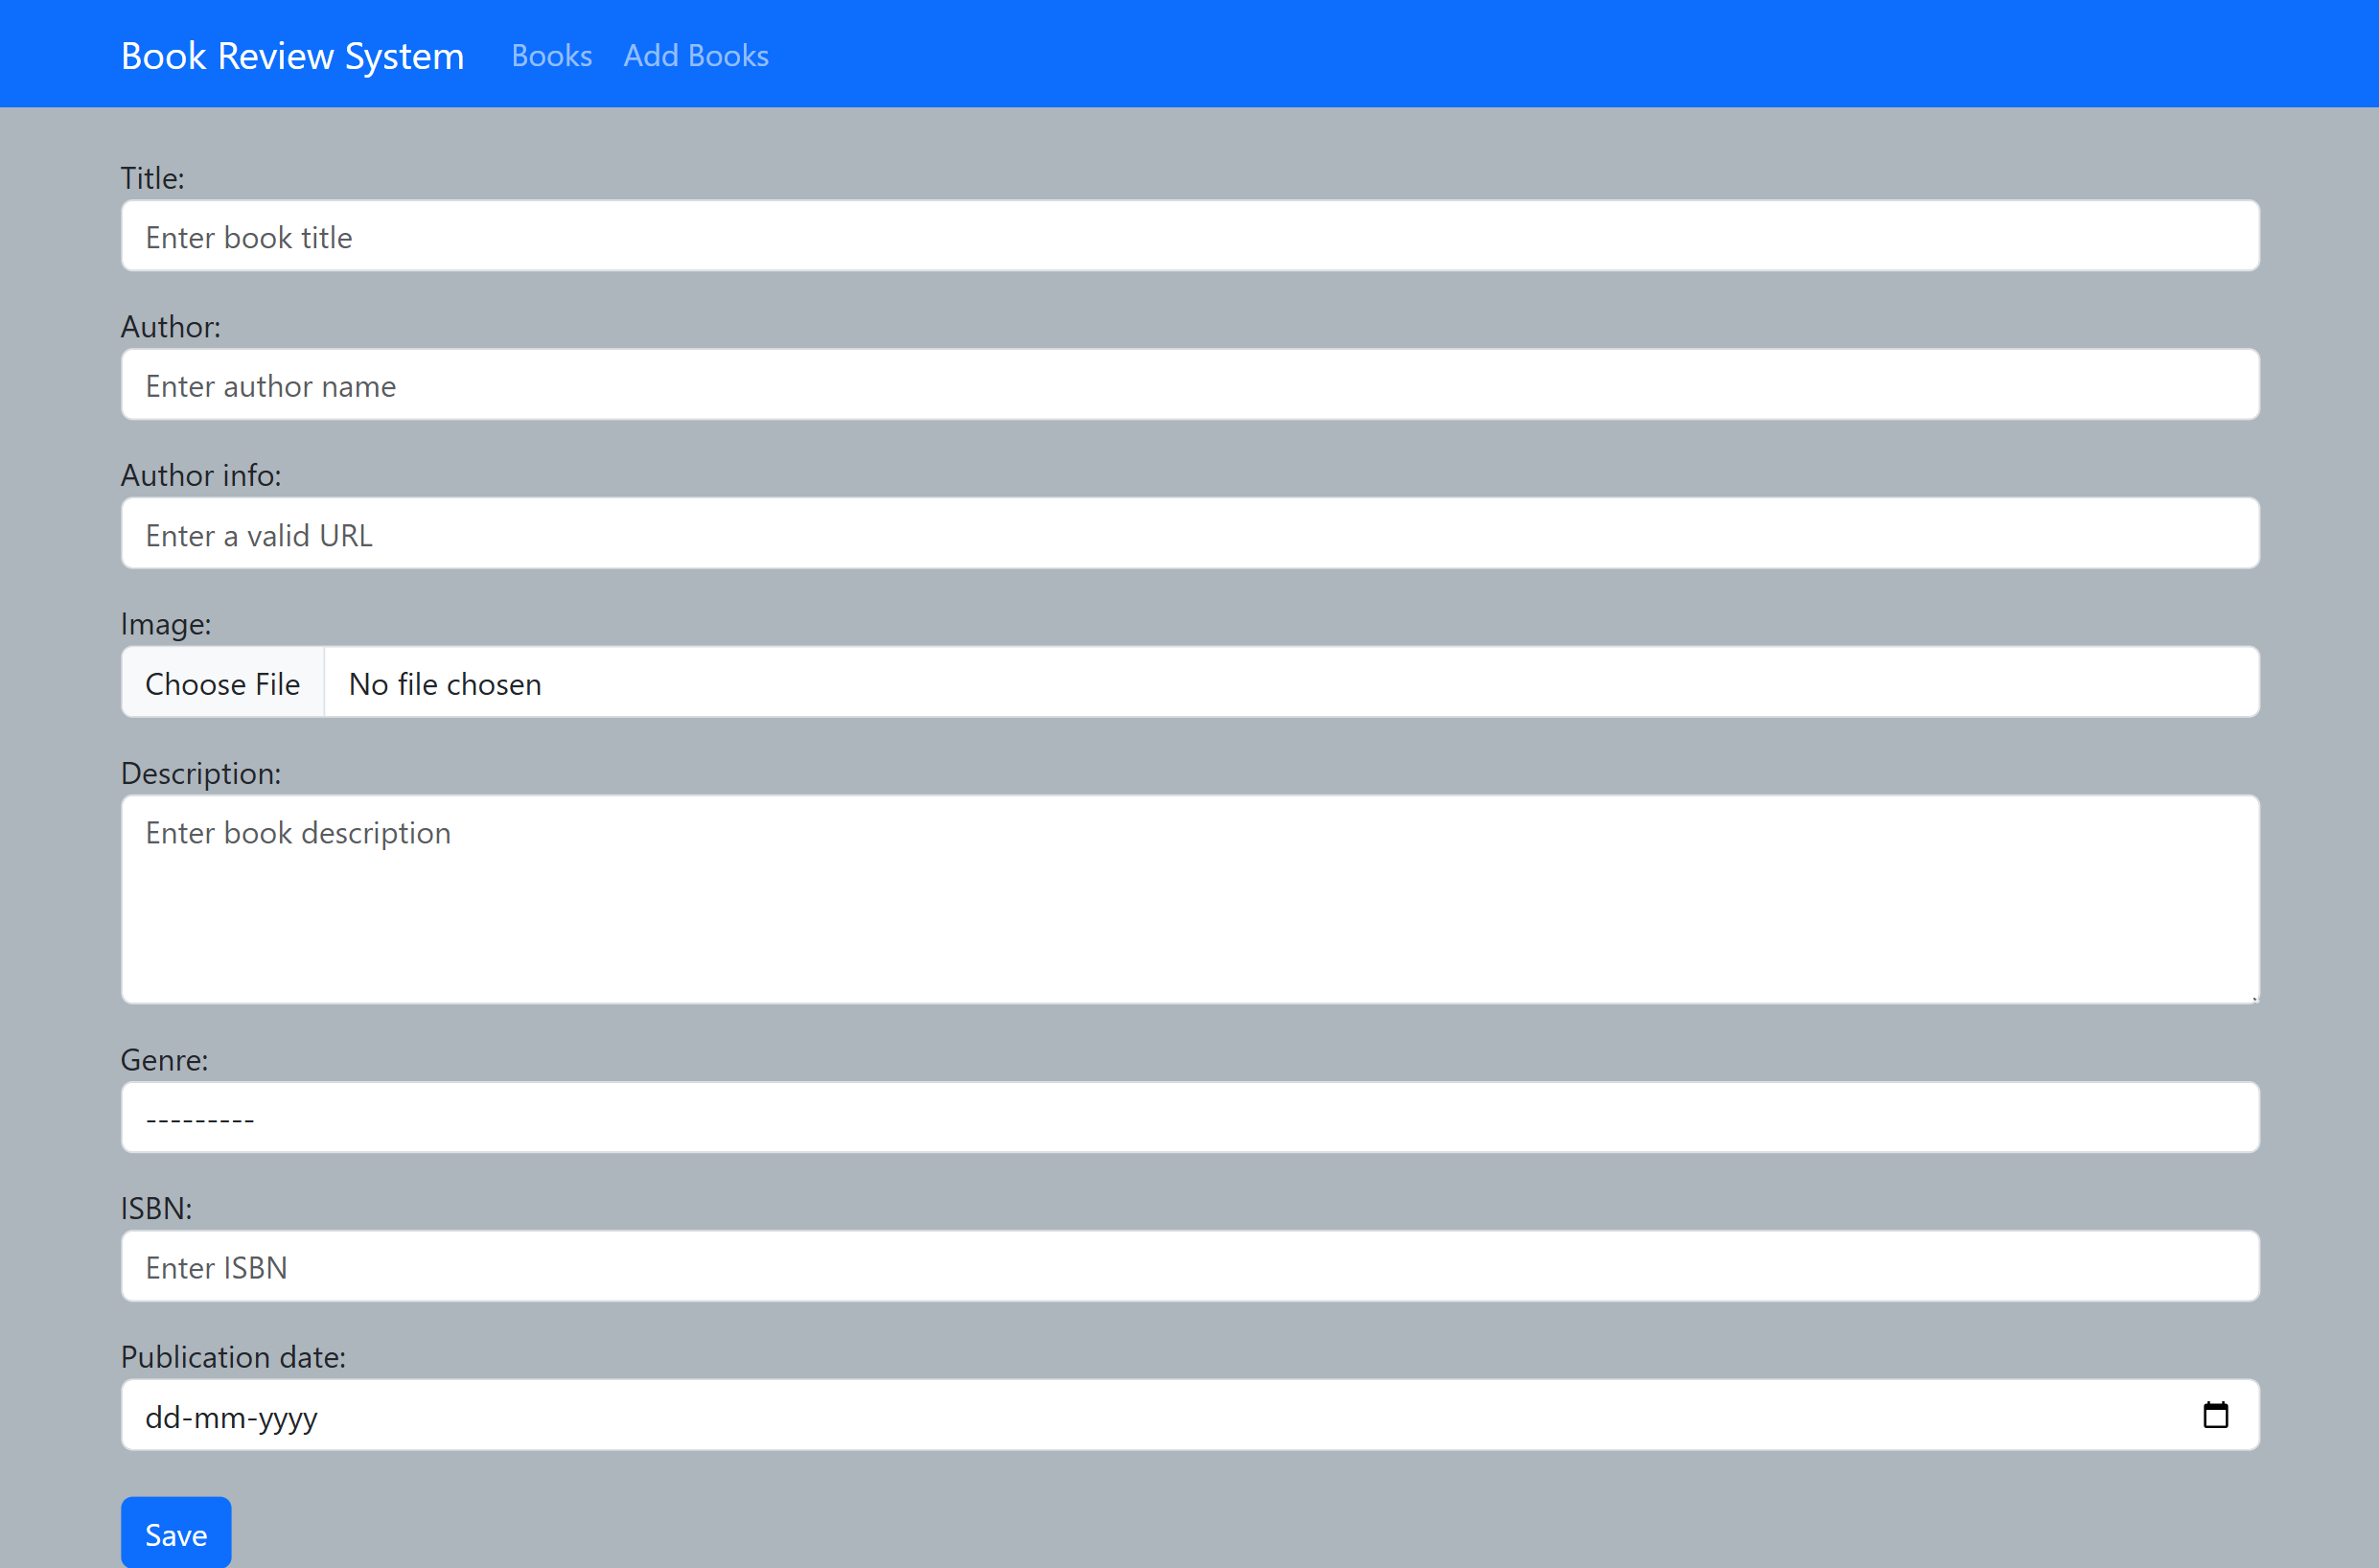 Book Review System Books Add Books
Title:
Enter book title
Author:
Enter author name
Author info:
Enter a valid URL
Image:
Choose File No file chosen
Description:
Enter book description
Genre:
---------
ISBN:
Enter ISBN
Publication date:
dd-mm-yyyy
Save